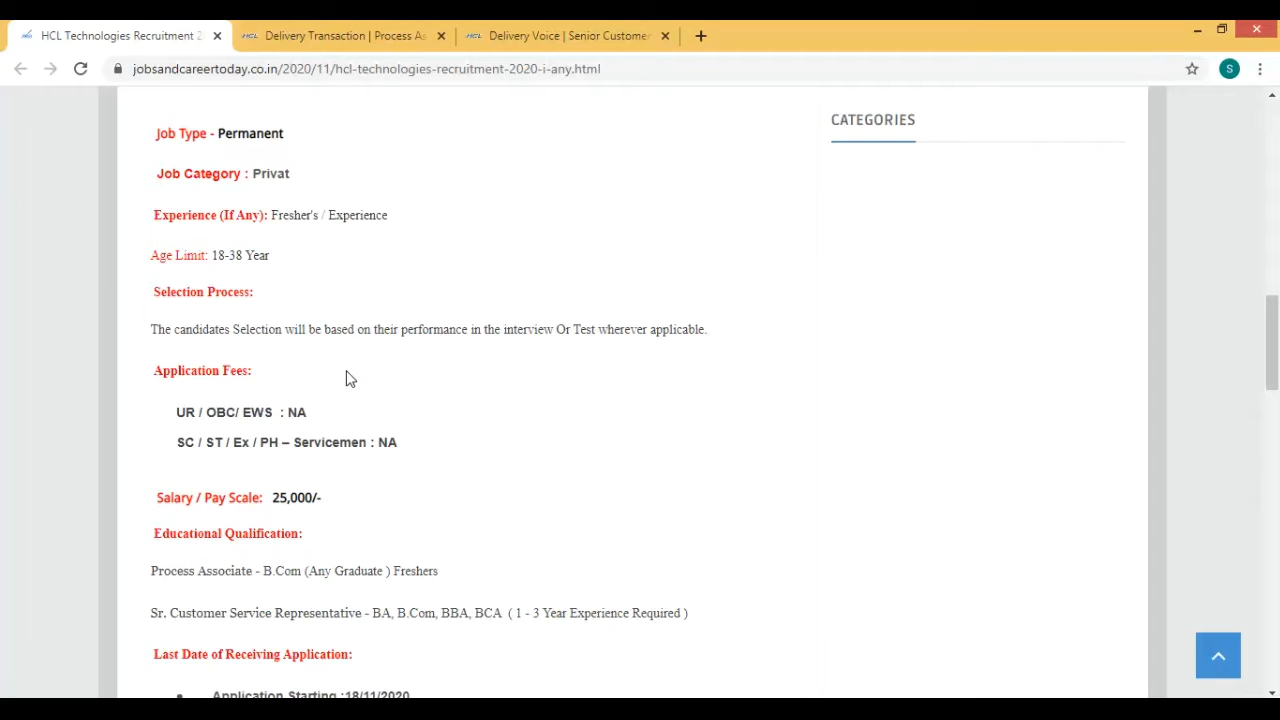 HCL Technologies Recruitment 2
Delivery Transaction | Process As
Delivery Voice | Senior Customer
jobsandcareertoday.co.in/2020/11/hcl-technologies-recruitment-2020-i-any.html
S
CATEGORIES
Job Type - Permanent
Job Category : Privat
Experience (If Any): Fresher's / Experience
Age Limit: 18-38 Year
Selection Process:
The candidates Selection will be based on their performance in the interview Or Test wherever applicable.
Application Fees:
UR / OBC/ EWS : NA
SC / ST / Ex / PH – Servicemen : NA
Salary / Pay Scale: 25,000/-
Educational Qualification:
Process Associate - B.Com (Any Graduate ) Freshers
Sr. Customer Service Representative - BA, B.Com, BBA, BCA ( 1 - 3 Year Experience Required )
Last Date of Receiving Application:
Application Starting :18/11/2020